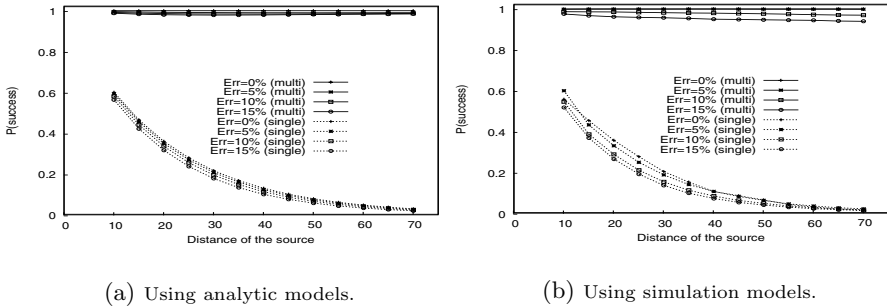 1
0.8
0.6
0.4
0.2
0
P(success)
Err=0% (multi)
Err=5% (multi)
Err=10% (multi)
Err=15% (multi)
Err=0% (single)
Err=5% (single)
Err=10% (single)
Err=15% (single)
0 10 20 30 40 50 60 70
Distance of the source
(a) Using analytic models.
1
0.8
0.6
0.4
0.2
0
P(success)
Err=0% (multi)
Err=5% (multi)
Err=10% (multi)
Err=15% (multi)
Err=0% (single)
Err=5% (single)
Err=10% (single)
Err=15% (single)
0 10 20 30 40 50 60 70
Distance of the source
(b) Using simulation models.